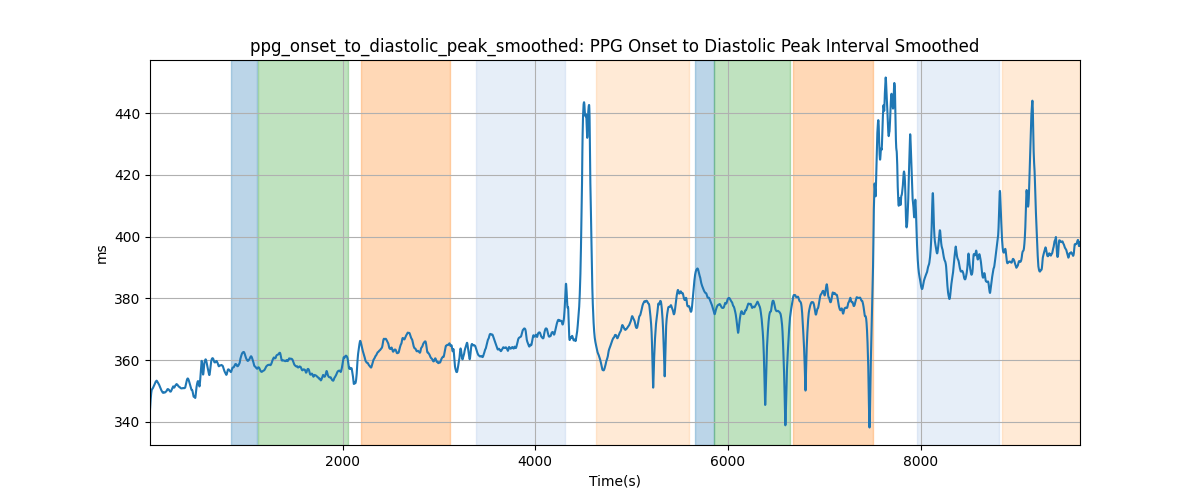 ppg_onset_to_diastolic_peak_smoothed: PPG Onset to Diastolic Peak Interval Smoothed
440
420
400
380
360
340
ms
2000 4000 6000 8000
Time(s)